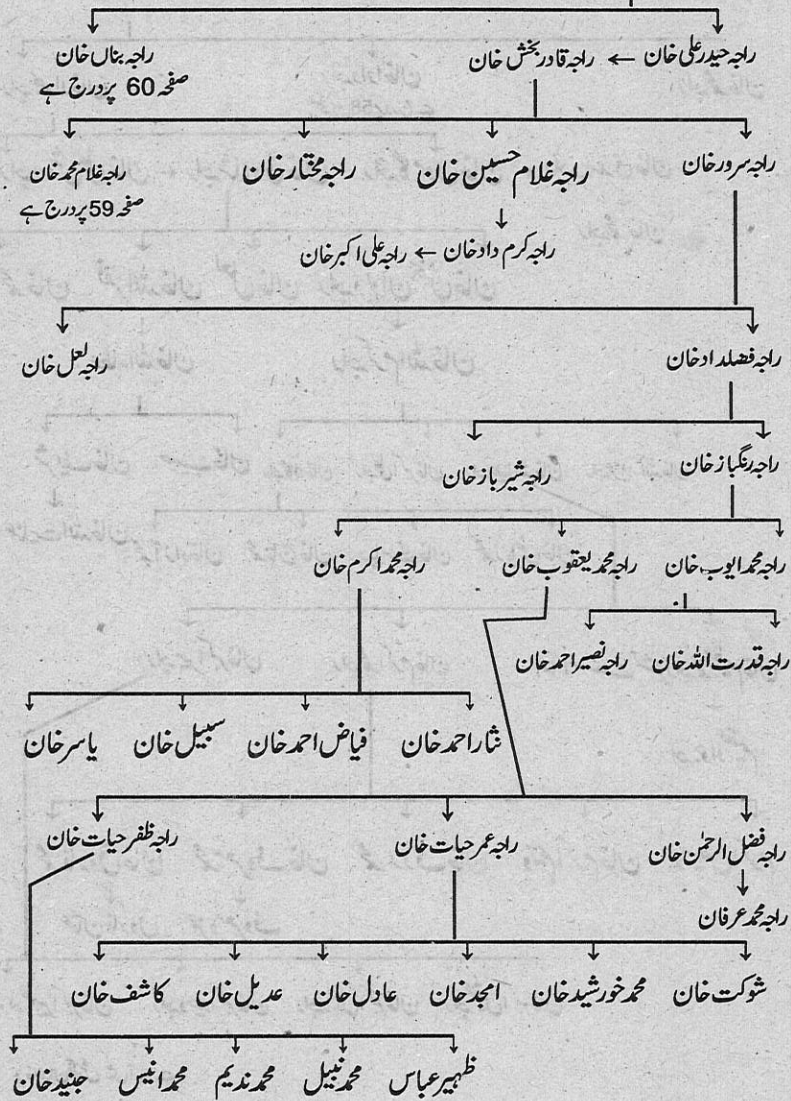 راجہ حیدر علی خان ← راجہ قادر بخش خان راجہ بناں خان
صفحہ 60 پر درج ہے
راجہ سرور خان راجہ غلام حسین خان راجہ مختار خان راجہ غلام محمد خان
صفحہ 59 پر درج ہے
راجہ کرم داد خان ← راجہ علی اکبر خان
راجہ فضلداد خان راجہ لعل خان
راجہ رنگباز خان راجہ شیر باز خان
راجہ محمد ایوب خان راجہ محمد یعقوب خان راجہ محمد اکرم خان
راجہ قدرت اللہ خان راجہ نصیر احمد خان
نثار احمد خان فیاض احمد خان سبیل خان یاسر خان
راجہ فضل الرحمٰن خان راجہ عمر حیات خان راجہ ظفر حیات خان
راجہ محمد عرفان
شوکت خان محمد خورشید خان امجد خان عادل خان عدیل خان کاشف خان
ظہیر عباس محمد نبیل محمد ندیم محمد انیس جنید خان